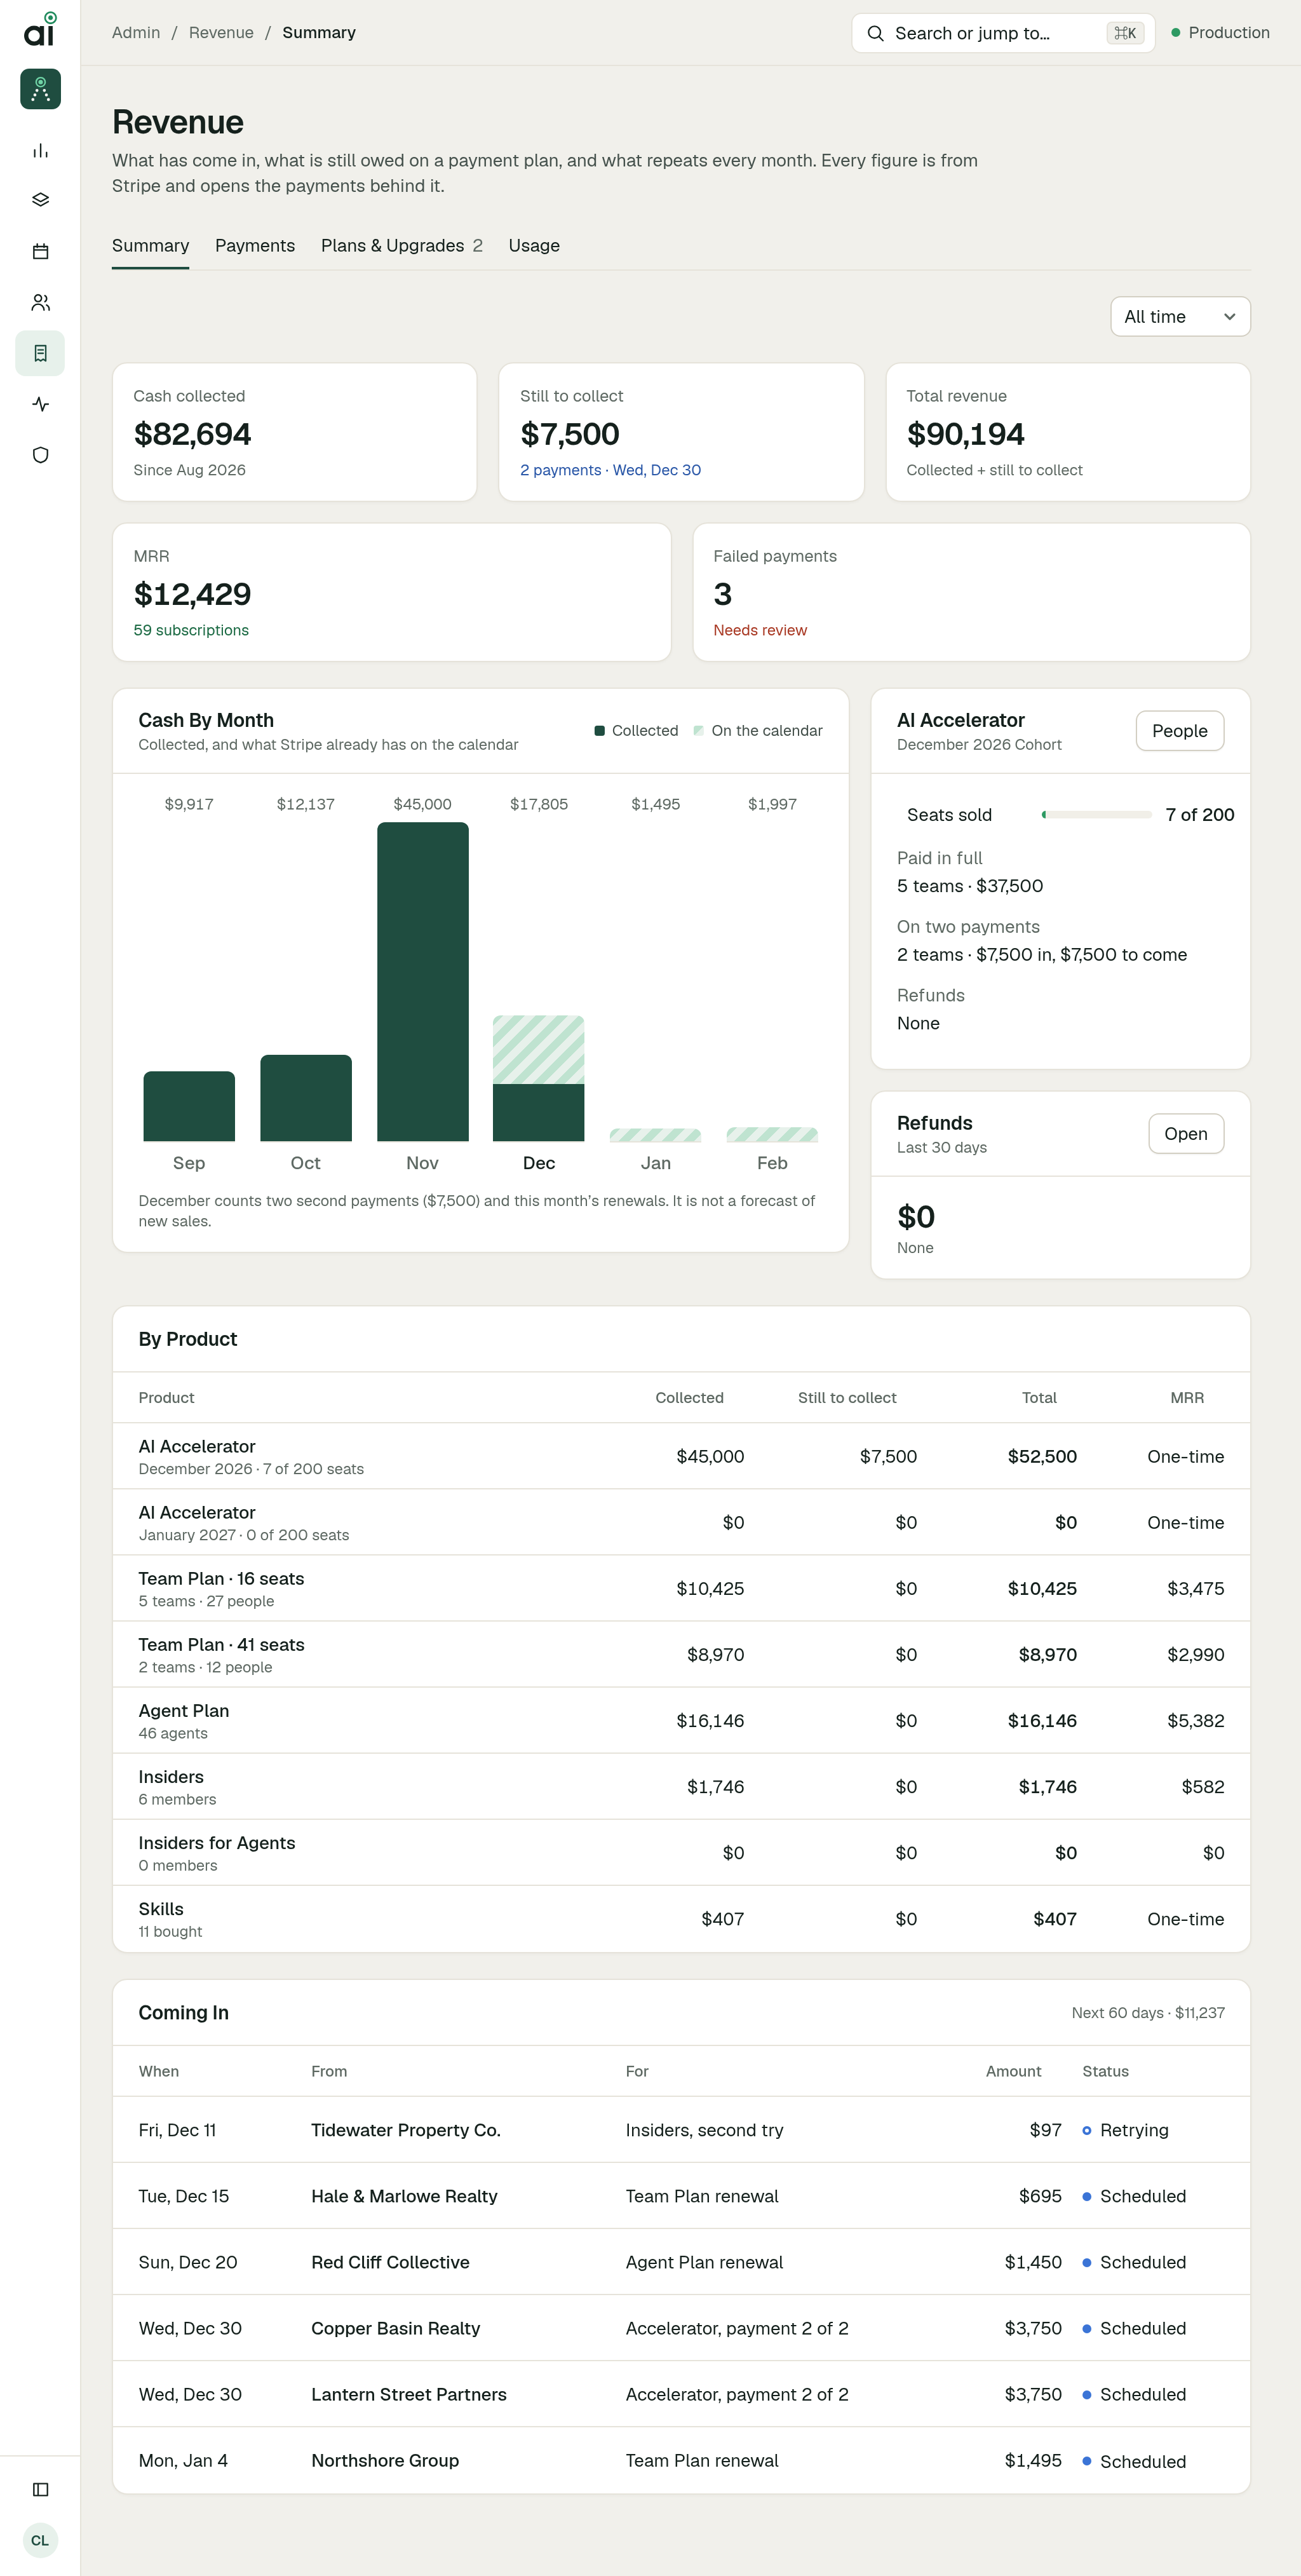 ai
Admin / Revenue / Summary
Search or jump to...
⌘K
Production
Revenue
What has come in, what is still owed on a payment plan, and what repeats every month. Every figure is from
Stripe and opens the payments behind it.
Summary Payments Plans & Upgrades 2 Usage
All time
Cash collected
$82,694
Since Aug 2026
Still to collect
$7,500
2 payments · Wed, Dec 30
Total revenue
$90,194
Collected + still to collect
MRR
$12,429
59 subscriptions
Failed payments
3
Needs review
Cash By Month
Collected, and what Stripe already has on the calendar
Collected On the calendar
$9,917 $12,137 $45,000 $17,805 $1,495 $1,997
Sep Oct Nov Dec Jan Feb
December counts two second payments ($7,500) and this month’s renewals. It is not a forecast of
new sales.
AI Accelerator
December 2026 Cohort
People
Seats sold 7 of 200
Paid in full
5 teams · $37,500
On two payments
2 teams · $7,500 in, $7,500 to come
Refunds
None
Refunds
Last 30 days
Open
$0
None
By Product
Product Collected Still to collect Total MRR
AI Accelerator $45,000 $7,500 $52,500 One-time
December 2026 · 7 of 200 seats
AI Accelerator $0 $0 $0 One-time
January 2027 · 0 of 200 seats
Team Plan · 16 seats $10,425 $0 $10,425 $3,475
5 teams · 27 people
Team Plan · 41 seats $8,970 $0 $8,970 $2,990
2 teams · 12 people
Agent Plan $16,146 $0 $16,146 $5,382
46 agents
Insiders $1,746 $0 $1,746 $582
6 members
Insiders for Agents $0 $0 $0 $0
0 members
Skills $407 $0 $407 One-time
11 bought
Coming In
Next 60 days · $11,237
When From For Amount Status
Fri, Dec 11 Tidewater Property Co. Insiders, second try $97 Retrying
Tue, Dec 15 Hale & Marlowe Realty Team Plan renewal $695 Scheduled
Sun, Dec 20 Red Cliff Collective Agent Plan renewal $1,450 Scheduled
Wed, Dec 30 Copper Basin Realty Accelerator, payment 2 of 2 $3,750 Scheduled
Wed, Dec 30 Lantern Street Partners Accelerator, payment 2 of 2 $3,750 Scheduled
Mon, Jan 4 Northshore Group Team Plan renewal $1,495 Scheduled
CL